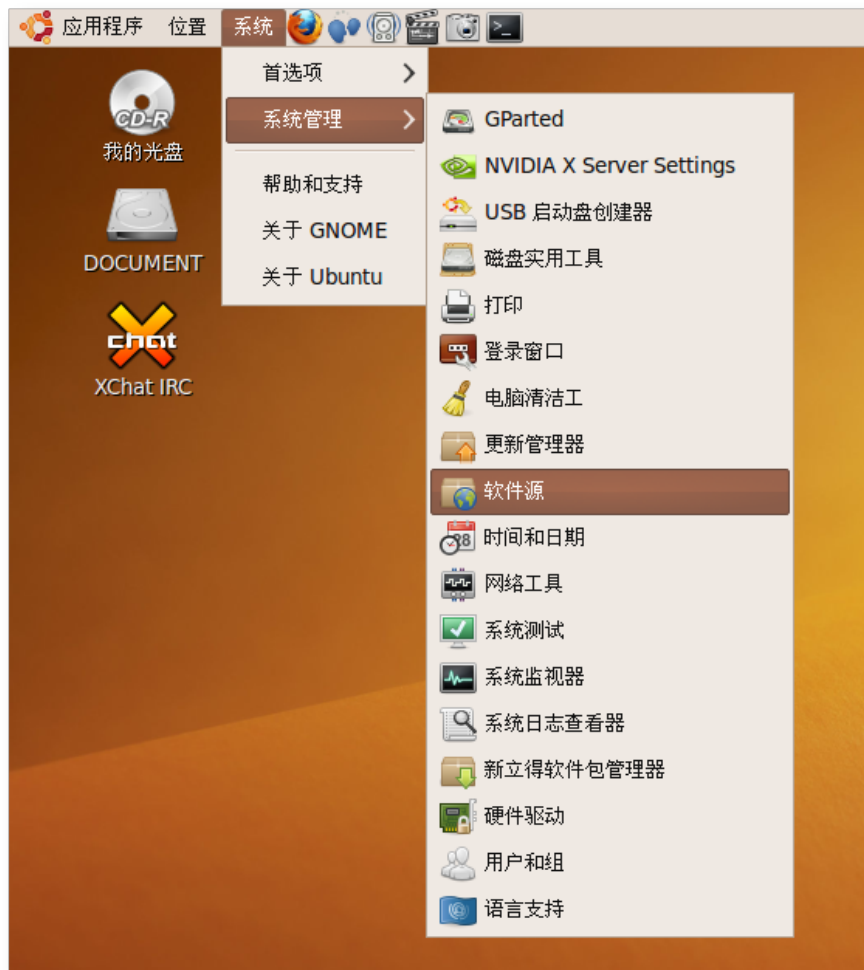 应用程序 位置 系统
首选项
系统管理
帮助和支持
关于 GNOME
关于 Ubuntu
GParted
NVIDIA X Server Settings
USB 启动盘创建器
磁盘实用工具
打印
登录窗口
电脑清洁工
更新管理器
软件源
时间和日期
网络工具
系统测试
系统监视器
系统日志查看器
新立得软件包管理器
硬件驱动
用户和组
语言支持
CD-R
我的光盘
DOCUMENT
chat
XChat IRC
28
>_